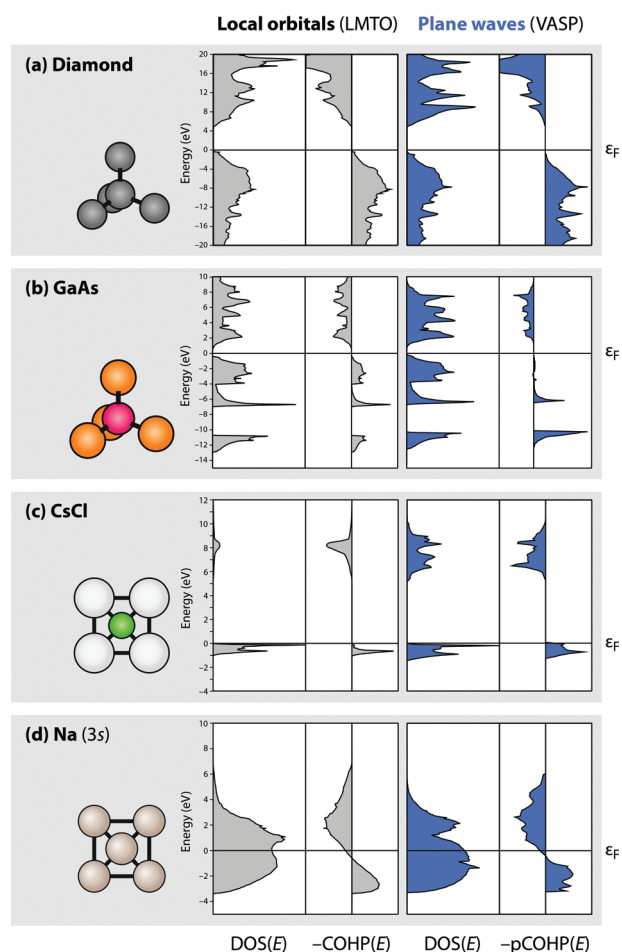 Local orbitals (LMTO) Plane waves (VASP)
(a) Diamond
Energy (eV)
20
16
12
8
4
0
-4
-8
-12
-16
-20
εF
(b) GaAs
Energy (eV)
10
8
6
4
2
0
-2
-4
-6
-8
-10
-12
-14
εF
(c) CsCl
Energy (eV)
12
10
8
6
4
2
0
-2
-4
εF
(d) Na (3s)
Energy (eV)
10
8
6
4
2
0
-2
-4
εF
DOS(E) –COHP(E) DOS(E) –pCOHP(E)